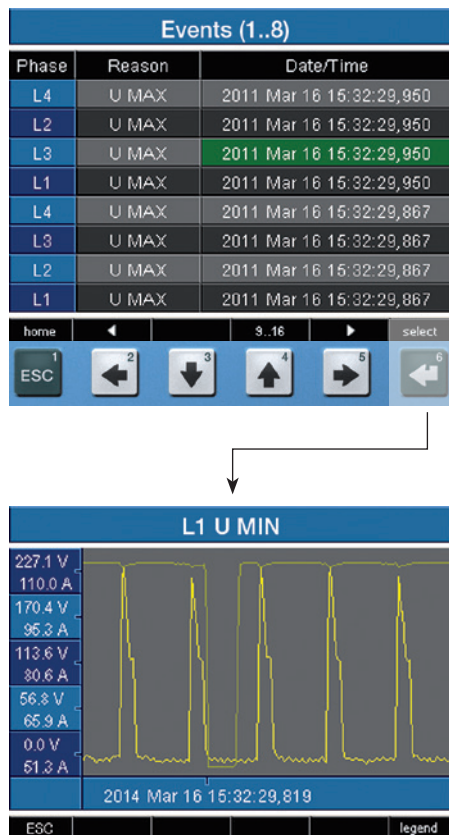 Events (1..8)
Phase Reason Date/Time
L4 U MAX 2011 Mar 16 15:32:29,950
L2 U MAX 2011 Mar 16 15:32:29,950
L3 U MAX 2011 Mar 16 15:32:29,950
L1 U MAX 2011 Mar 16 15:32:29,950
L4 U MAX 2011 Mar 16 15:32:29,867
L3 U MAX 2011 Mar 16 15:32:29,867
L2 U MAX 2011 Mar 16 15:32:29,867
L1 U MAX 2011 Mar 16 15:32:29,867
home 9..16 select
ESC 1 2 3 4 5 6
L1 U MIN
227.1 V
110.0 A
170.4 V
95.3 A
113.6 V
80.6 A
56.8 V
65.9 A
0.0 V
51.3 A
2014 Mar 16 15:32:29,819
ESC legend